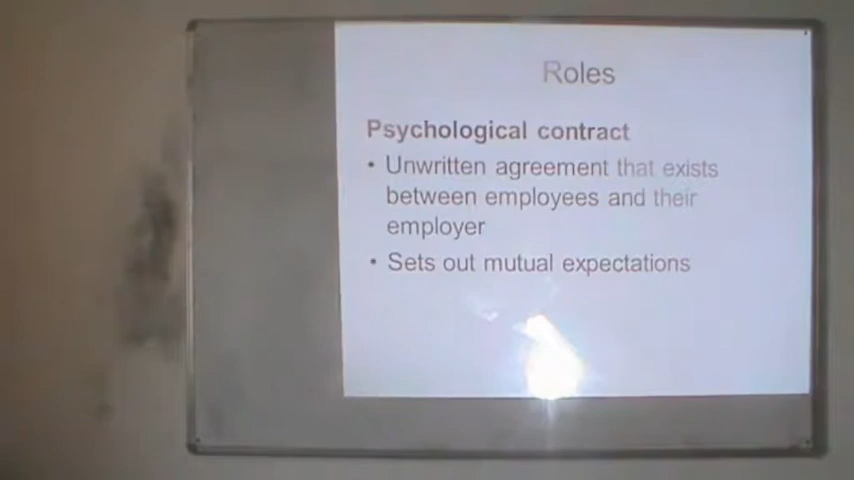 Roles
Psychological contract
• Unwritten agreement that exists
between employees and their
employer
• Sets out mutual expectations